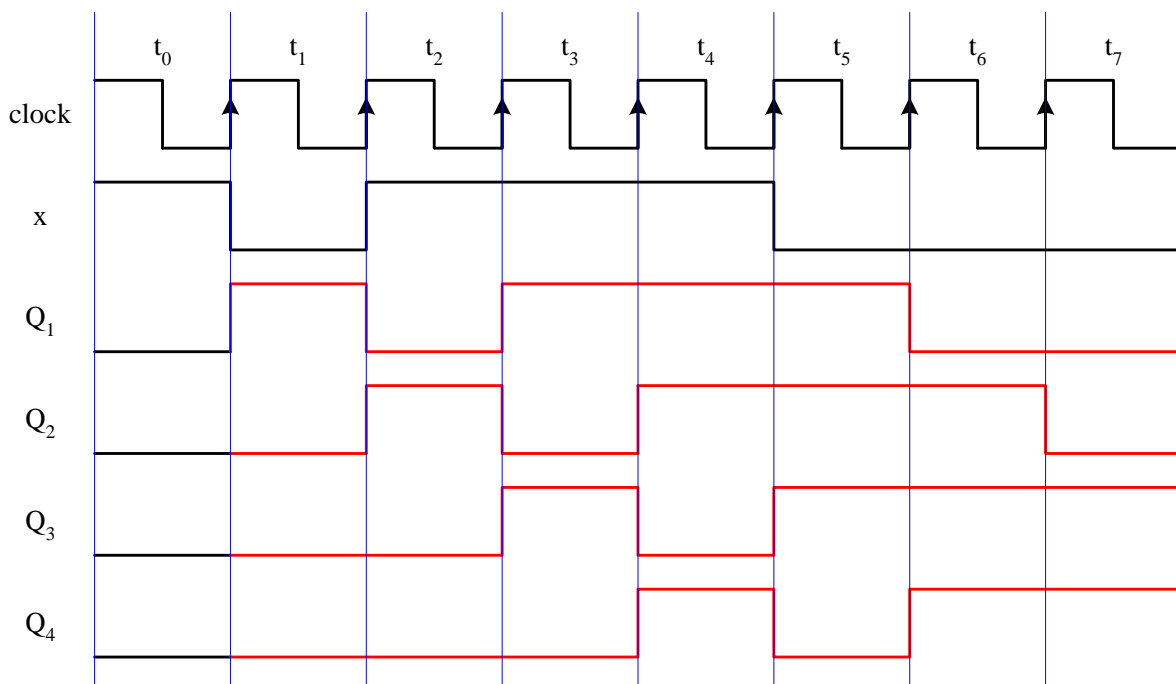 t₀ t₁ t₂ t₃ t₄ t₅ t₆ t₇
clock
x
Q₁
Q₂
Q₃
Q₄